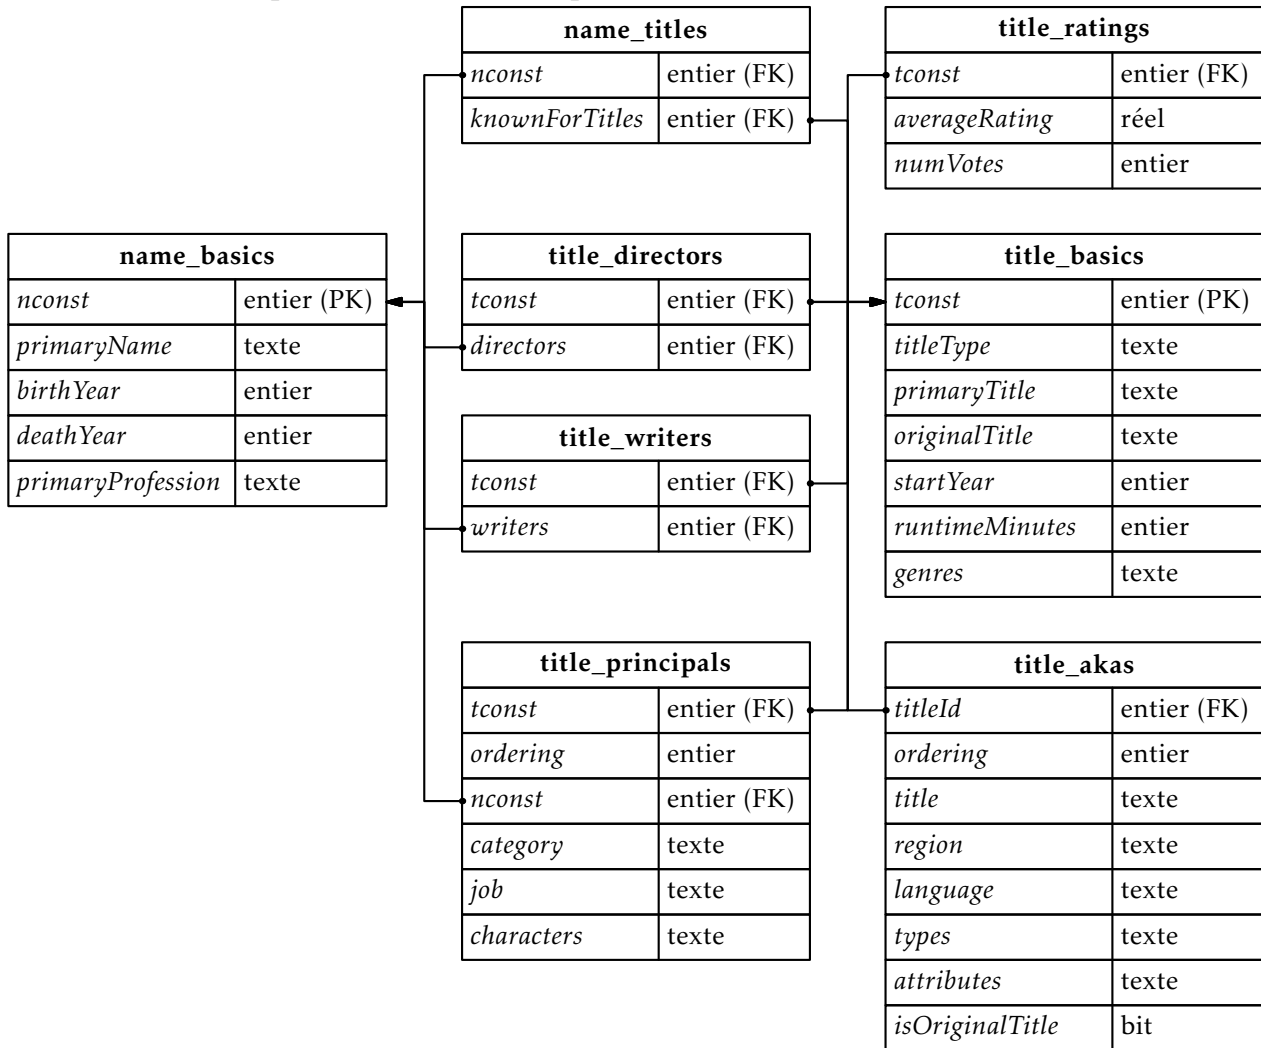 name_titles
nconst entier (FK)
knownForTitles entier (FK)
title_ratings
tconst entier (FK)
averageRating réel
numVotes entier
name_basics
nconst entier (PK)
primaryName texte
birthYear entier
deathYear entier
primaryProfession texte
title_directors
tconst entier (FK)
directors entier (FK)
title_basics
tconst entier (PK)
titleType texte
primaryTitle texte
originalTitle texte
startYear entier
runtimeMinutes entier
genres texte
title_writers
tconst entier (FK)
writers entier (FK)
title_principals
tconst entier (FK)
ordering entier
nconst entier (FK)
category texte
job texte
characters texte
title_akas
titleId entier (FK)
ordering entier
title texte
region texte
language texte
types texte
attributes texte
isOriginalTitle bit